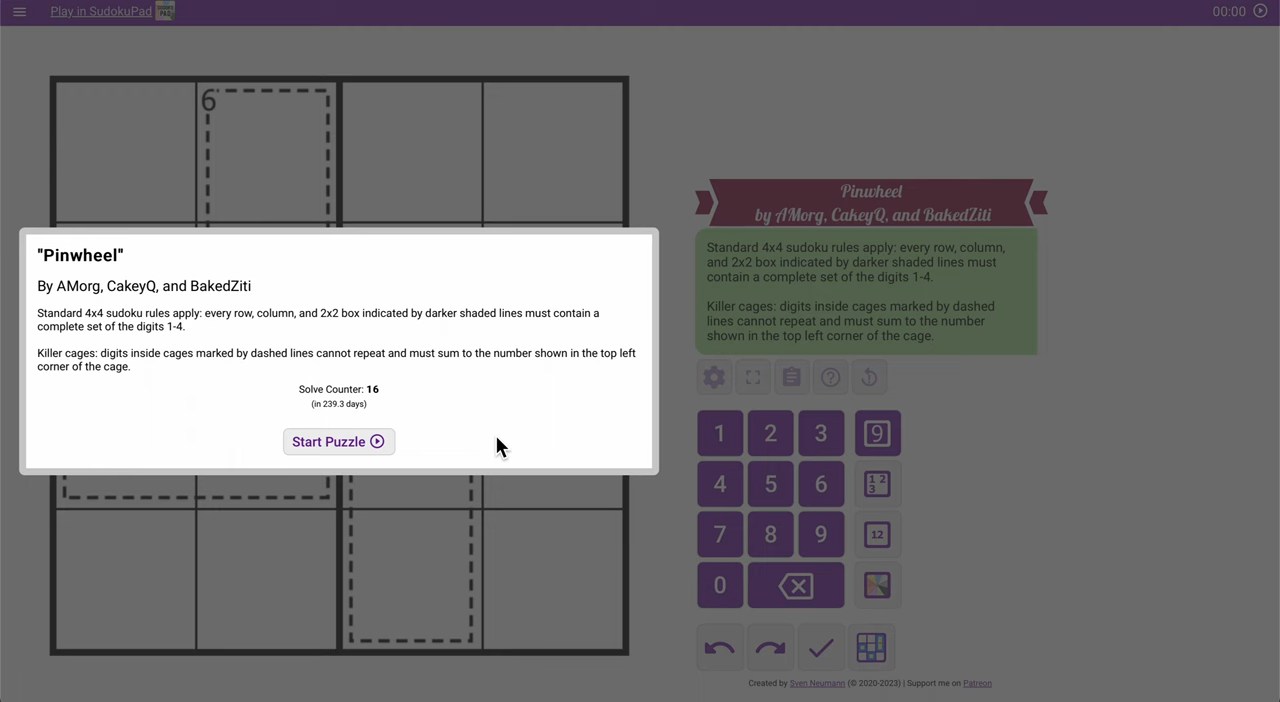 Play in SudokuPad
00:00
6
"Pinwheel"
By AMorg, CakeyQ, and BakedZiti
Standard 4x4 sudoku rules apply: every row, column, and 2x2 box indicated by darker shaded lines must contain a
complete set of the digits 1-4.
Killer cages: digits inside cages marked by dashed lines cannot repeat and must sum to the number shown in the top left
corner of the cage.
Solve Counter: 16
(in 239.3 days)
Start Puzzle
Pinwheel
by AMorg, CakeyQ, and BakedZiti
Standard 4x4 sudoku rules apply: every row, column,
and 2x2 box indicated by darker shaded lines must
contain a complete set of the digits 1-4.
Killer cages: digits inside cages marked by dashed
lines cannot repeat and must sum to the number
shown in the top left corner of the cage.
1 2 3 9
4 5 6 1 2 3
7 8 9 12
0
Created by Sven Neumann (© 2020-2023) | Support me on Patreon